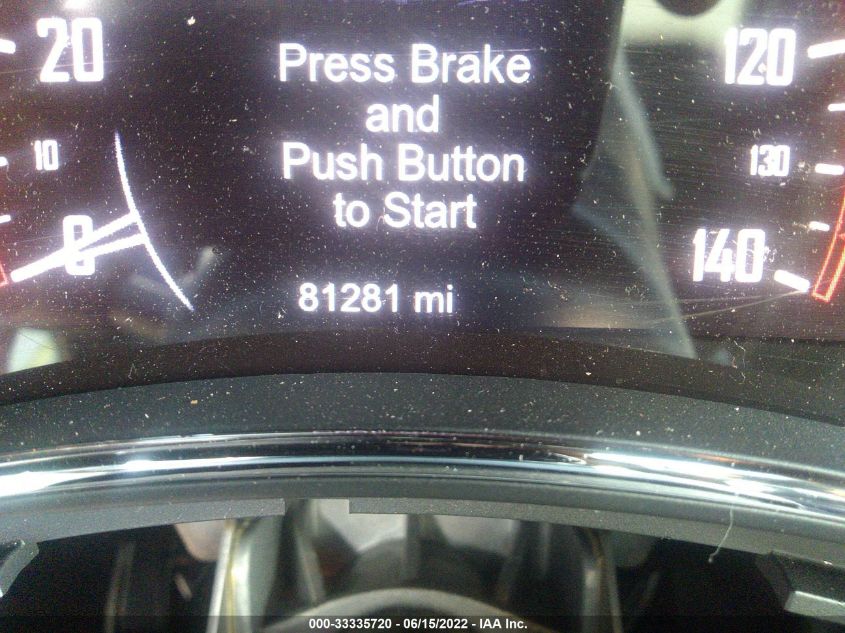 20
10
0
Press Brake
and
Push Button
to Start
81281 mi
120
130
140
000-33335720 - 06/15/2022 - IAA Inc.